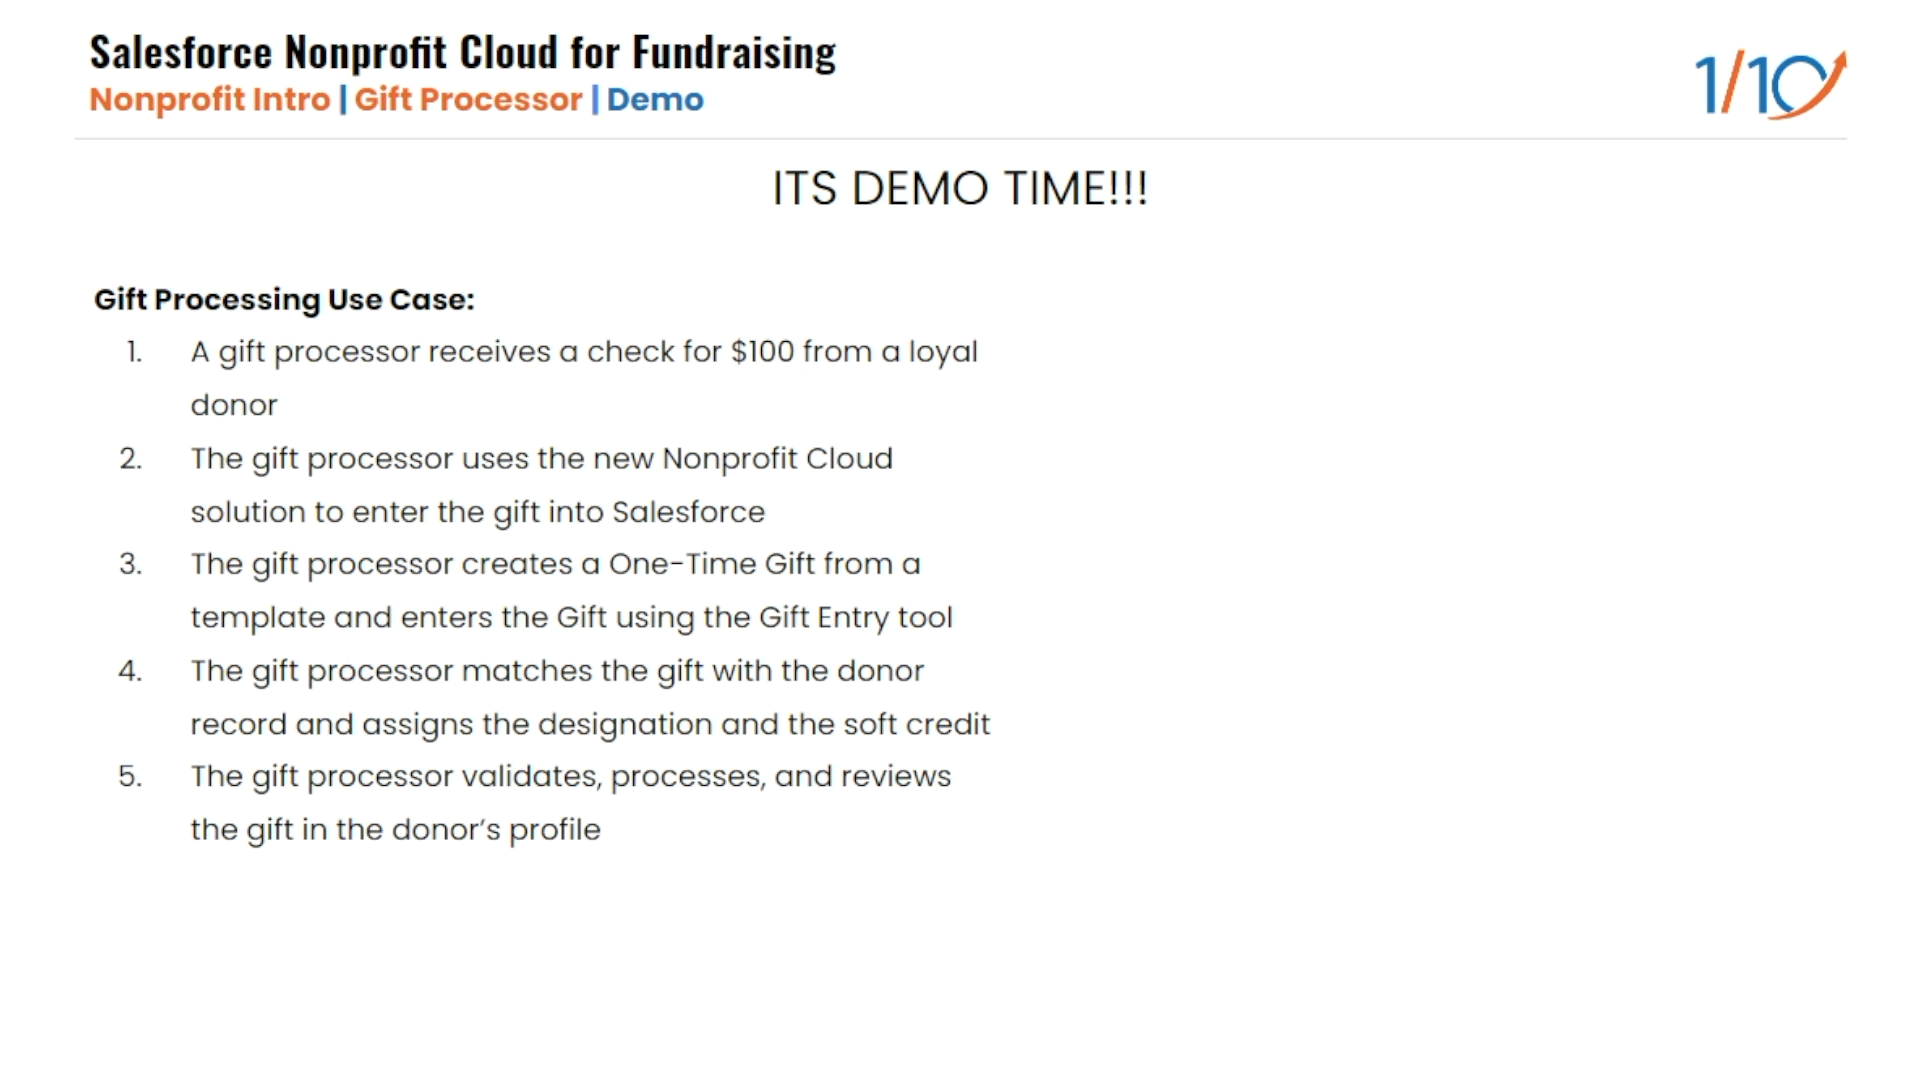 Salesforce Nonprofit Cloud for Fundraising
Nonprofit Intro | Gift Processor | Demo
1/10
ITS DEMO TIME!!!
Gift Processing Use Case:
1. A gift processor receives a check for $100 from a loyal
donor
2. The gift processor uses the new Nonprofit Cloud
solution to enter the gift into Salesforce
3. The gift processor creates a One-Time Gift from a
template and enters the Gift using the Gift Entry tool
4. The gift processor matches the gift with the donor
record and assigns the designation and the soft credit
5. The gift processor validates, processes, and reviews
the gift in the donor’s profile